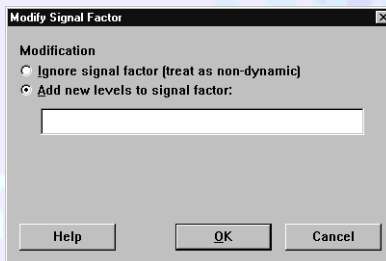 Modify Signal Factor
Modification
Ignore signal factor (treat as non-dynamic)
Add new levels to signal factor:
Help OK Cancel